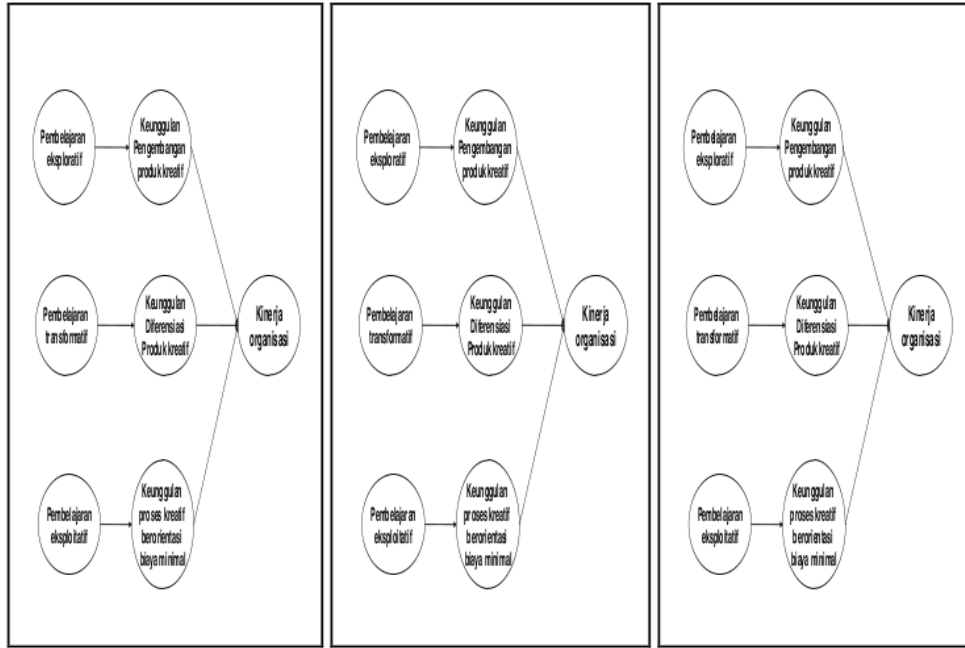 Pembelajaran
eksploratif
Keunggulan
Pengembangan
produk kreatif
Pembelajaran
transformatif
Keunggulan
Diferensiasi
Produk kreatif
Kinerja
organisasi
Pembelajaran
eksploitatif
Keunggulan
proses kreatif
berorientasi
biaya minimal
Pembelajaran
eksploratif
Keunggulan
Pengembangan
produk kreatif
Pembelajaran
transformatif
Keunggulan
Diferensiasi
Produk kreatif
Kinerja
organisasi
Pembelajaran
eksploitatif
Keunggulan
proses kreatif
berorientasi
biaya minimal
Pembelajaran
eksploratif
Keunggulan
Pengembangan
produk kreatif
Pembelajaran
transformatif
Keunggulan
Diferensiasi
Produk kreatif
Kinerja
organisasi
Pembelajaran
eksploitatif
Keunggulan
proses kreatif
berorientasi
biaya minimal